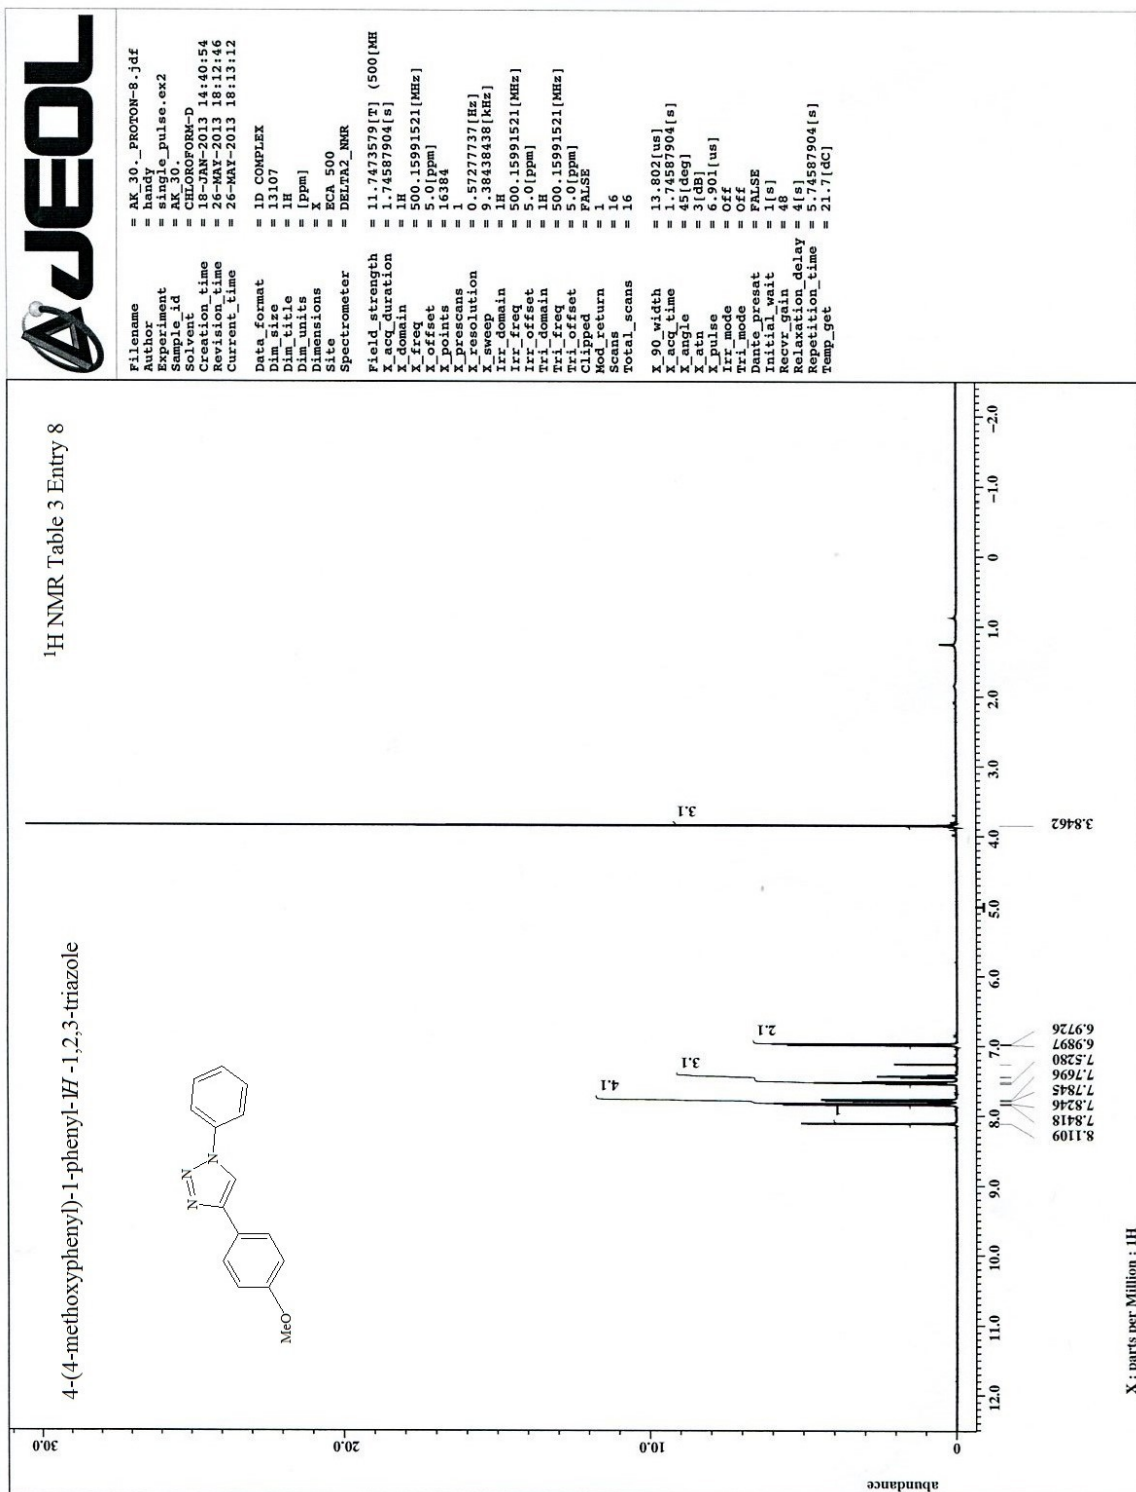 JEOL
Filename = AK_30._PROTON-8.jdf
Author = handy
Experiment = single_pulse.ex2
Sample_id = AK_30.
Solvent = CHLOROFORM-D
Creation_time = 18-JAN-2013 14:40:54
Revision_time = 26-MAY-2013 18:12:46
Current_time = 26-MAY-2013 18:13:12
Data_format = 1D COMPLEX
Dim_size = 13107
Dim_title = 1H
Dim_units = [ppm]
Dimensions = X
Site = ECA 500
Spectrometer = DELTA2_NMR
Field_strength = 11.7473579[T] (500[MH
X_acq_duration = 1.74587904[s]
X_domain = 1H
X_freq = 500.15991521[MHz]
X_offset = 5.0[ppm]
X_points = 16384
X_prescans = 1
X_resolution = 0.57277737[Hz]
X_sweep = 9.38438438[kHz]
Irr_domain = 1H
Irr_freq = 500.15991521[MHz]
Irr_offset = 5.0[ppm]
Tri_domain = 1H
Tri_freq = 500.15991521[MHz]
Tri_offset = 5.0[ppm]
Clipped = FALSE
Mod_return = 1
Scans = 16
Total_scans = 16
X_90_width = 13.802[us]
X_acq_time = 1.74587904[s]
X_angle = 45[deg]
X_atn = 3[dB]
X_pulse = 6.901[us]
Irr_mode = Off
Tri_mode = Off
Dante_presat = FALSE
Initial_wait = 1[s]
Recvr_gain = 48
Relaxation_delay = 4[s]
Repetition_time = 5.74587904[s]
Temp_get = 21.7[dC]
4-(4-methoxyphenyl)-1-phenyl-1H -1,2,3-triazole
¹H NMR Table 3 Entry 8
MeO
N
N
N
abundance
30.0
20.0
10.0
0
1
4.1
3.1
2.1
3.1
12.0 11.0 10.0 9.0 8.0 7.0 6.0 5.0 4.0 3.0 2.0 1.0 0 -1.0 -2.0
8.1109
7.8418
7.8246
7.7845
7.7696
7.5280
6.9897
6.9726
3.8462
X : parts per Million : 1H